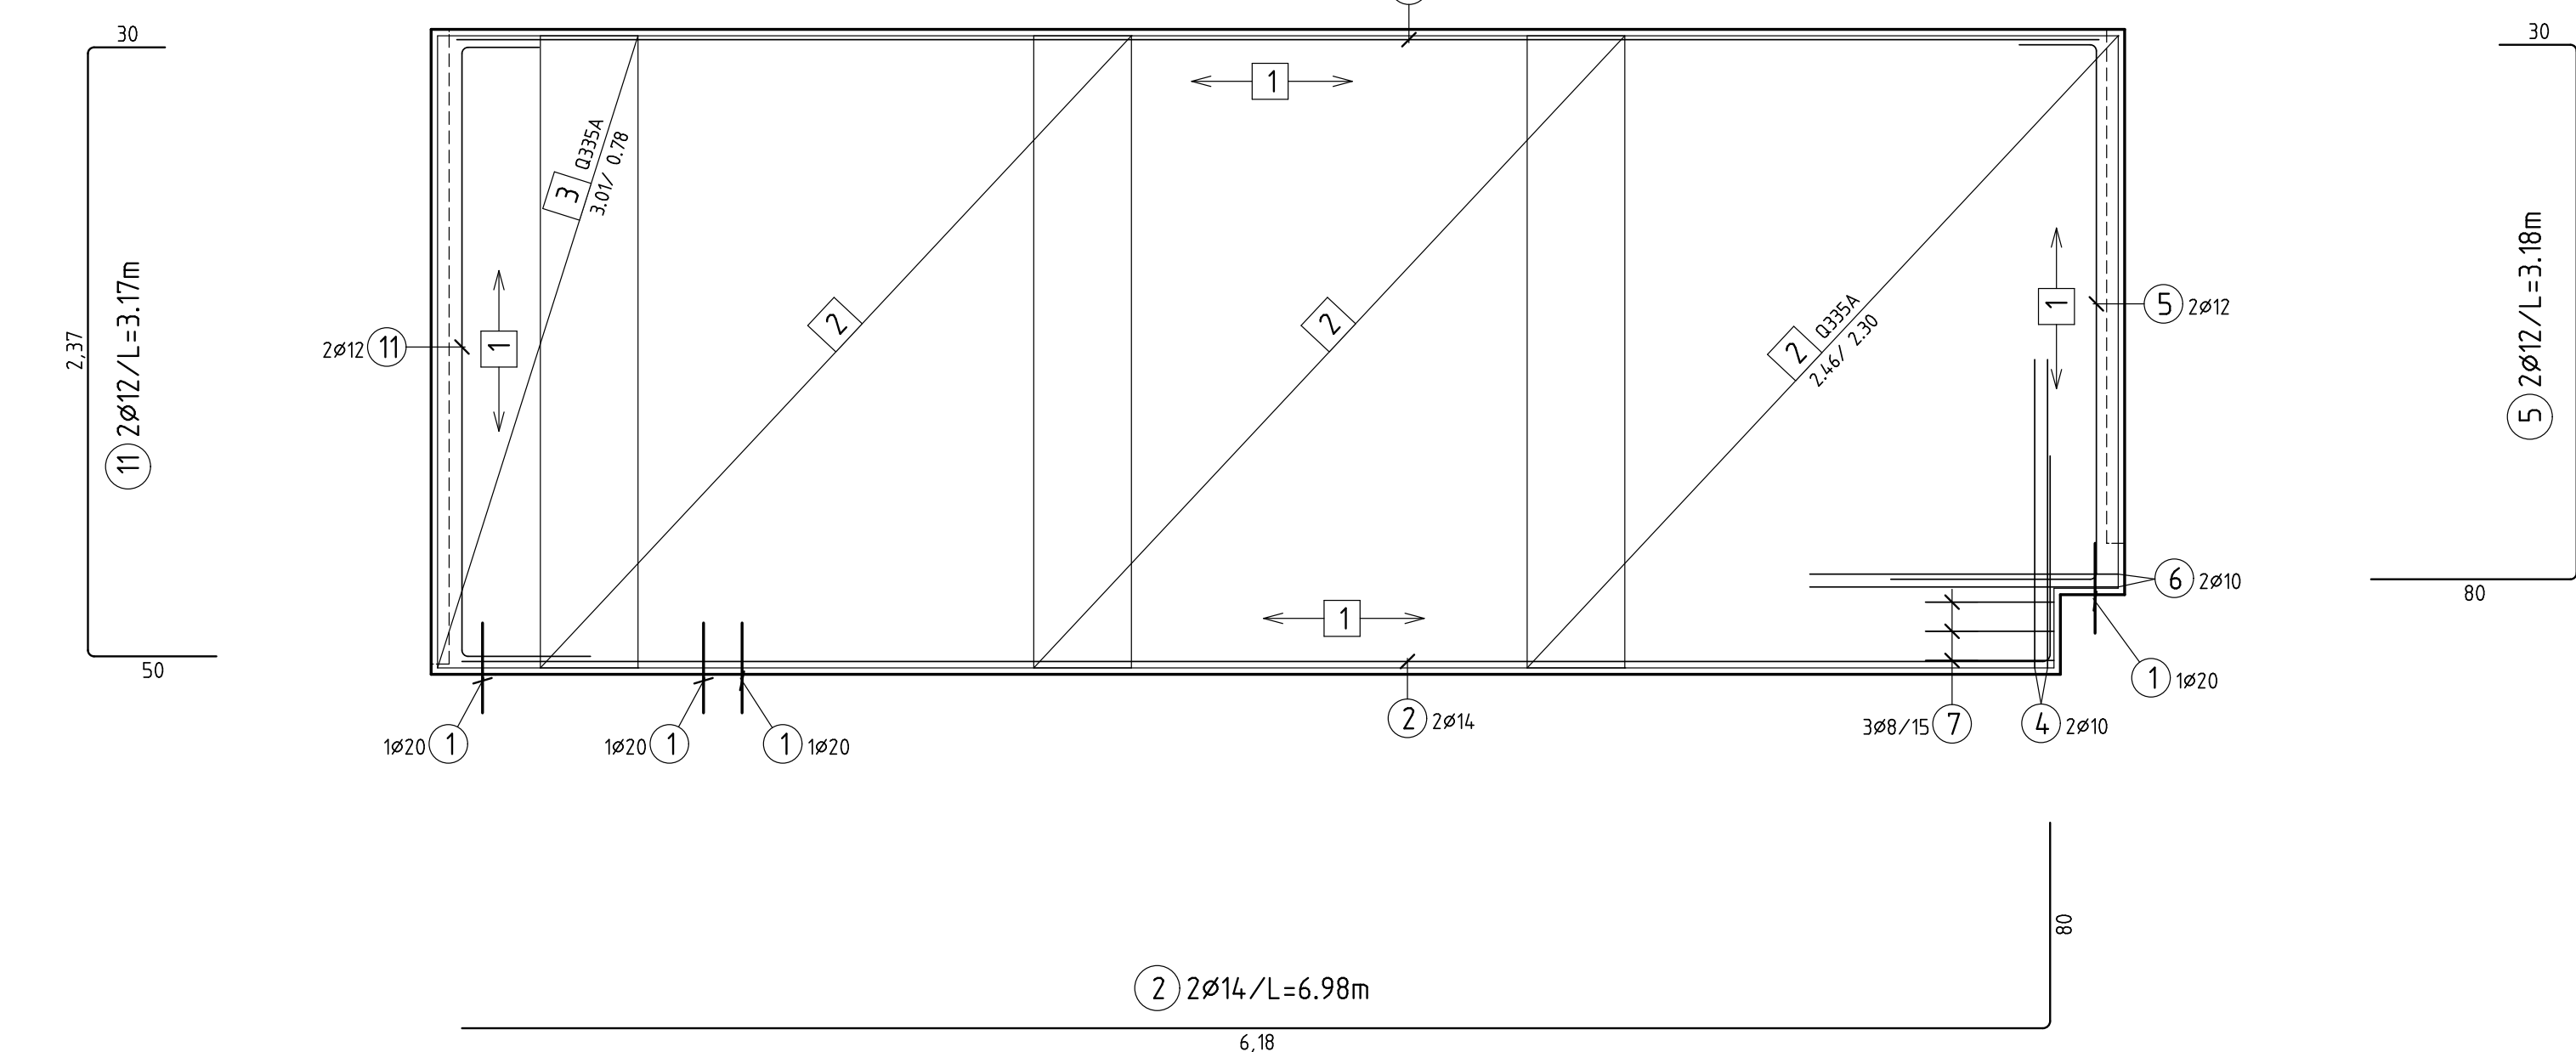 30
2,37
11 2ø12/L=3.17m
50
2ø12 11
1
3 Q335A
3.01/ 0.78
2
1
2
2 Q335A
2.46/ 2.30
1
5 2ø12
6 2ø10
1 1ø20
1
1ø20 1
1ø20 1
1 1ø20
2 2ø14
3ø8/15 7
4 2ø10
30
5 2ø12/L=3.18m
80
80
2 2ø14/L=6.98m
6,18